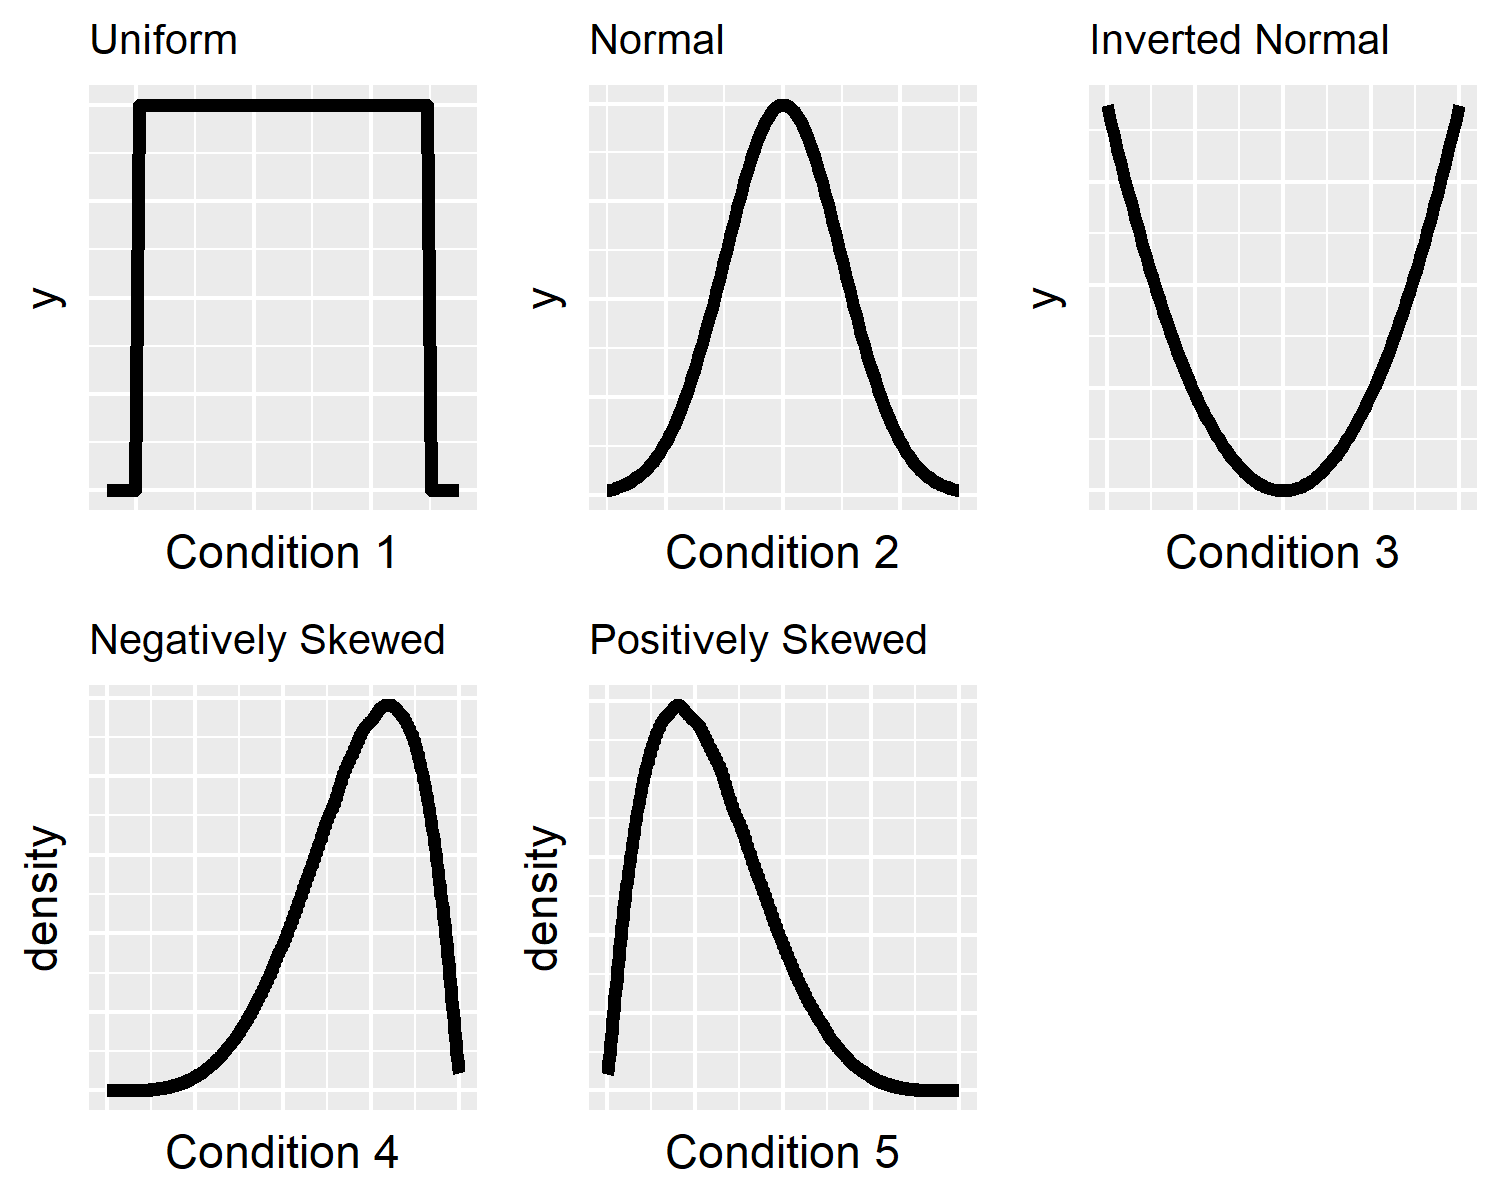 Uniform
y
Condition 1
Normal
y
Condition 2
Inverted Normal
y
Condition 3
Negatively Skewed
density
Condition 4
Positively Skewed
density
Condition 5